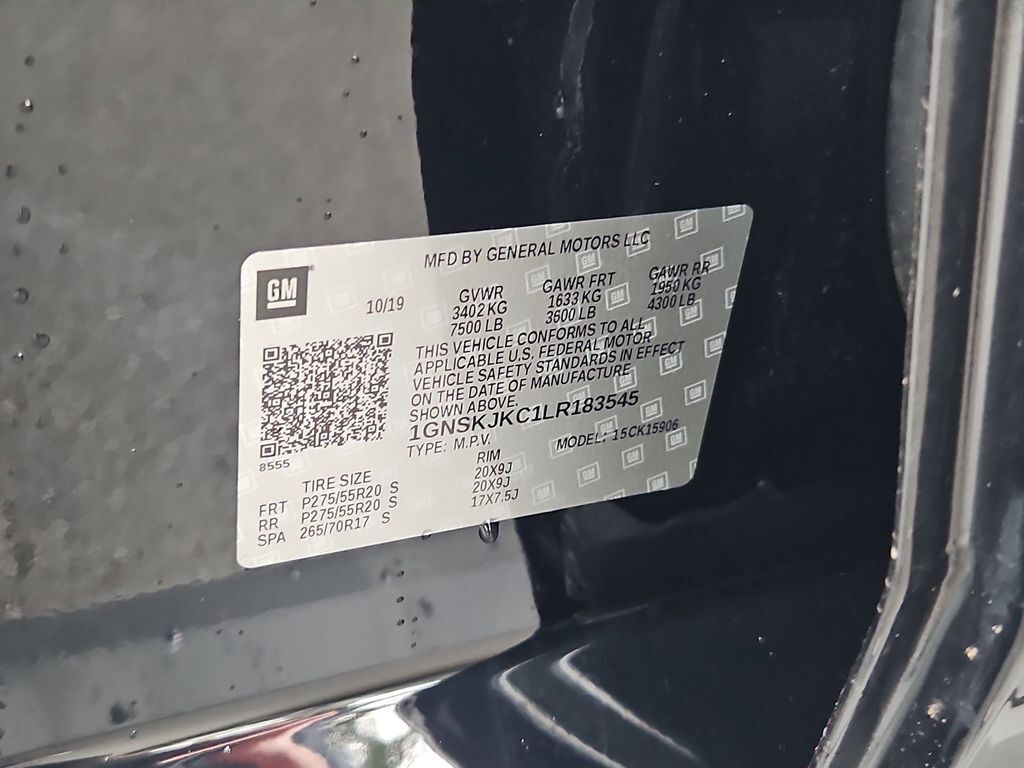 MFD BY GENERAL MOTORS LLC
GM
10/19
GVWR GAWR FRT GAWR RR
3402 KG 1633 KG 1950 KG
7500 LB 3600 LB 4300 LB
THIS VEHICLE CONFORMS TO ALL
APPLICABLE U.S. FEDERAL MOTOR
VEHICLE SAFETY STANDARDS IN EFFECT
ON THE DATE OF MANUFACTURE
SHOWN ABOVE.
1GNSKJKC1LR183545
TYPE: M.P.V. MODEL: 15CK15906
8555
TIRE SIZE RIM
FRT P275/55R20 S 20X9J
RR P275/55R20 S 20X9J
SPA 265/70R17 S 17X7.5J